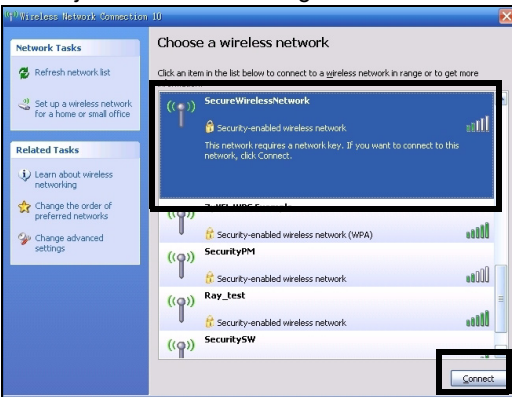 Wireless Network Connection 10
Network Tasks
Refresh network list
Set up a wireless network
for a home or small office
Related Tasks
Learn about wireless
networking
Change the order of
preferred networks
Change advanced
settings
Choose a wireless network
Click an item in the list below to connect to a wireless network in range or to get more
SecureWirelessNetwork
Security-enabled wireless network
This network requires a network key. If you want to connect to this
network, click Connect.
Security-enabled wireless network (WPA)
SecurityPM
Security-enabled wireless network
Ray_test
Security-enabled wireless network
SecuritySW
Connect